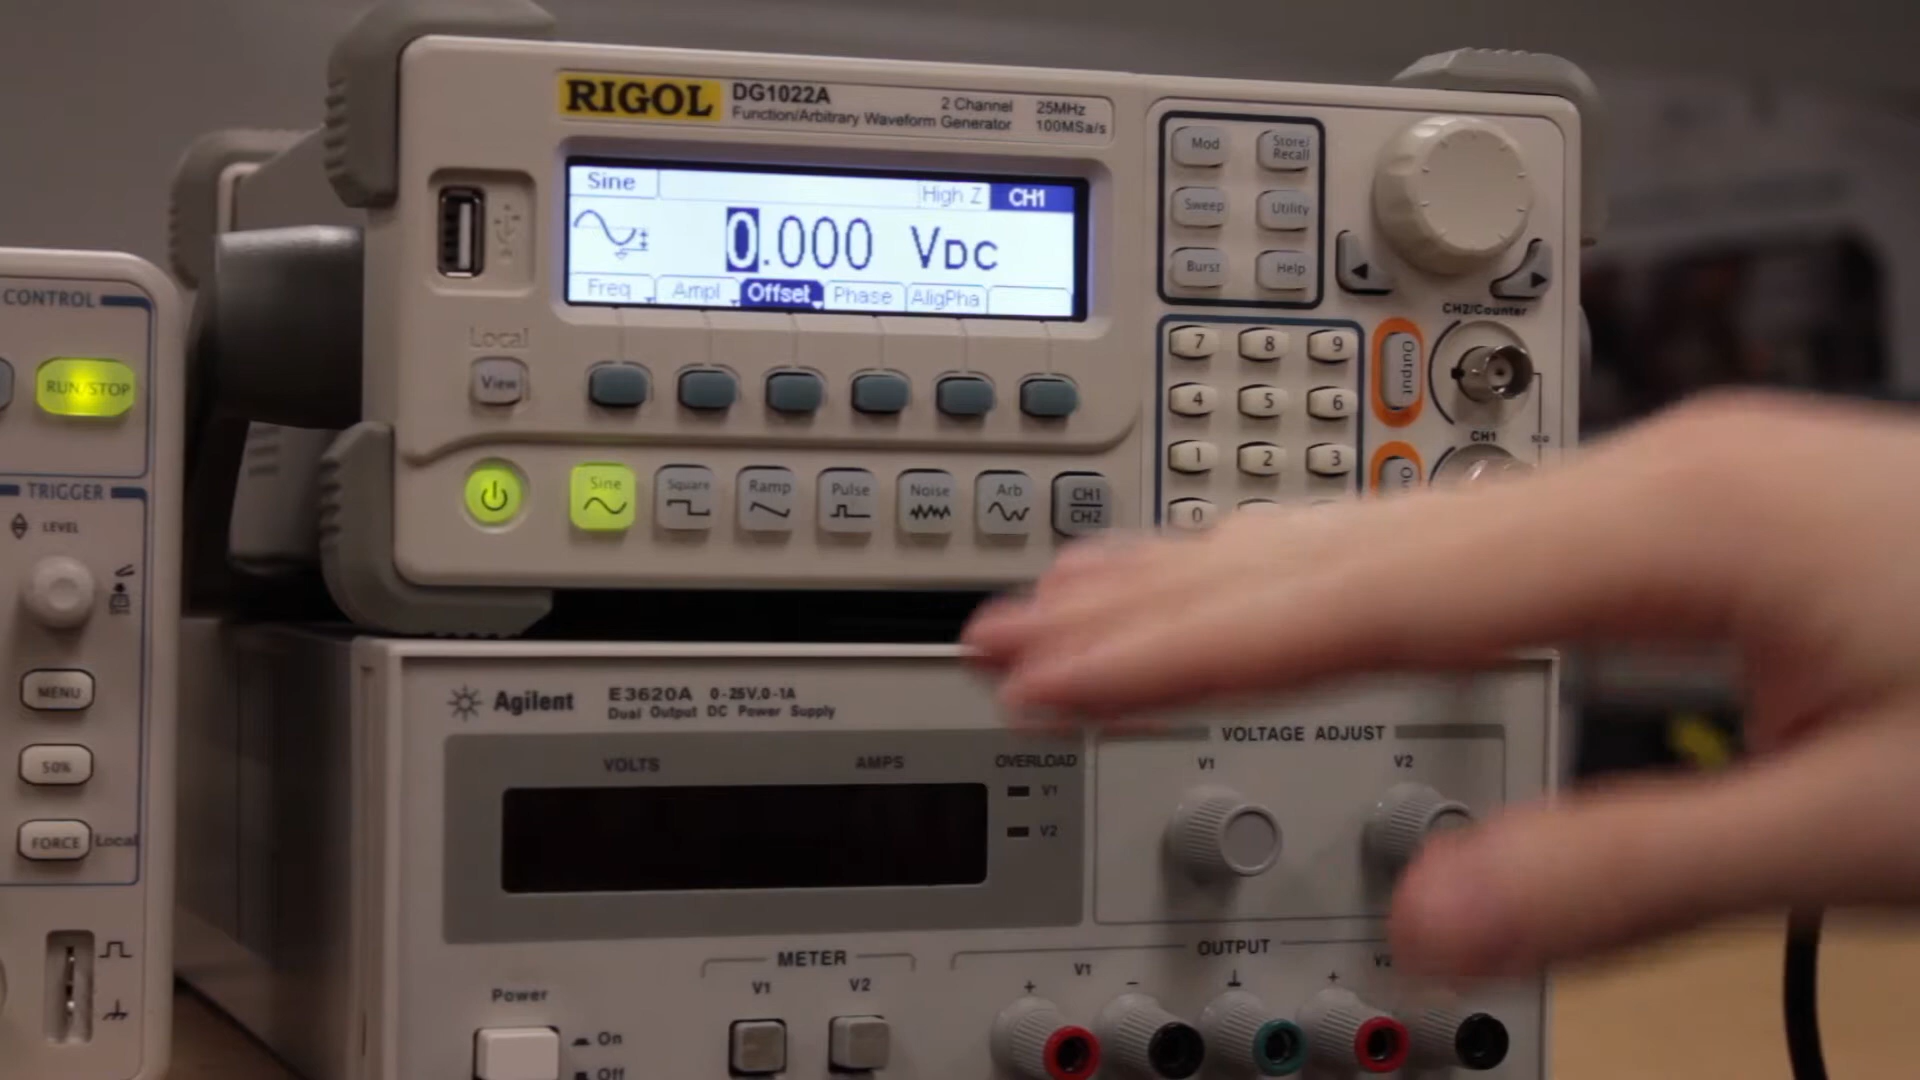 RIGOL DG1022A 2 Channel 25MHz
Function/Arbitrary Waveform Generator 100MSa/s
Sine High Z CH1
0.000 VDC
Freq Ampl Offset Phase AligPha
Local
View
Sine Square Ramp Pulse Noise Arb CH1
CH2
Mod Store/
Recall
Sweep Utility
Burst Help
CH2/Counter
7 8 9
Output
4 5 6
CH1
1 2 3
0
CONTROL
RUN/STOP
TRIGGER
LEVEL
MENU
50%
FORCE Local
Agilent E3620A 0-25V,0-1A
Dual Output DC Power Supply
VOLTS AMPS OVERLOAD
V1
V2
VOLTAGE ADJUST
V1 V2
METER
V1 V2
OUTPUT
V1
+ − +
Power
On
Off